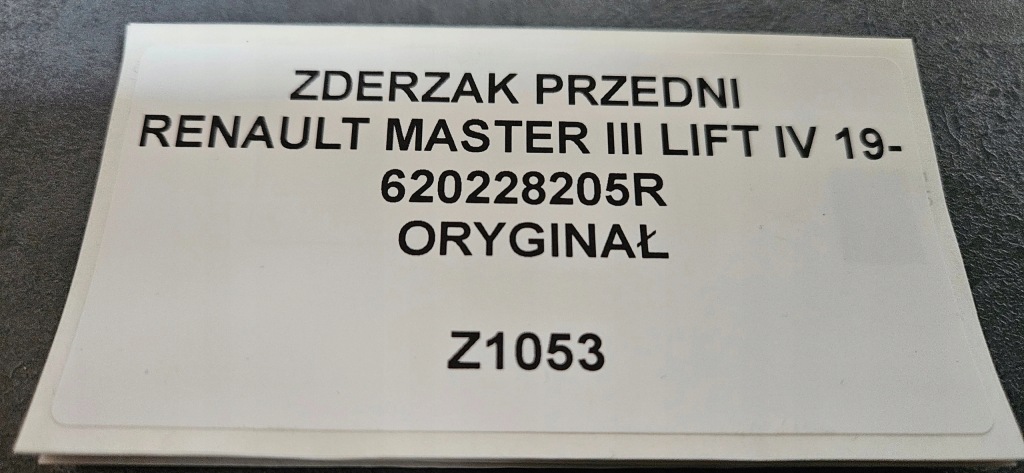 ZDERZAK PRZEDNI
RENAULT MASTER III LIFT IV 19-
620228205R
ORYGINAŁ
Z1053